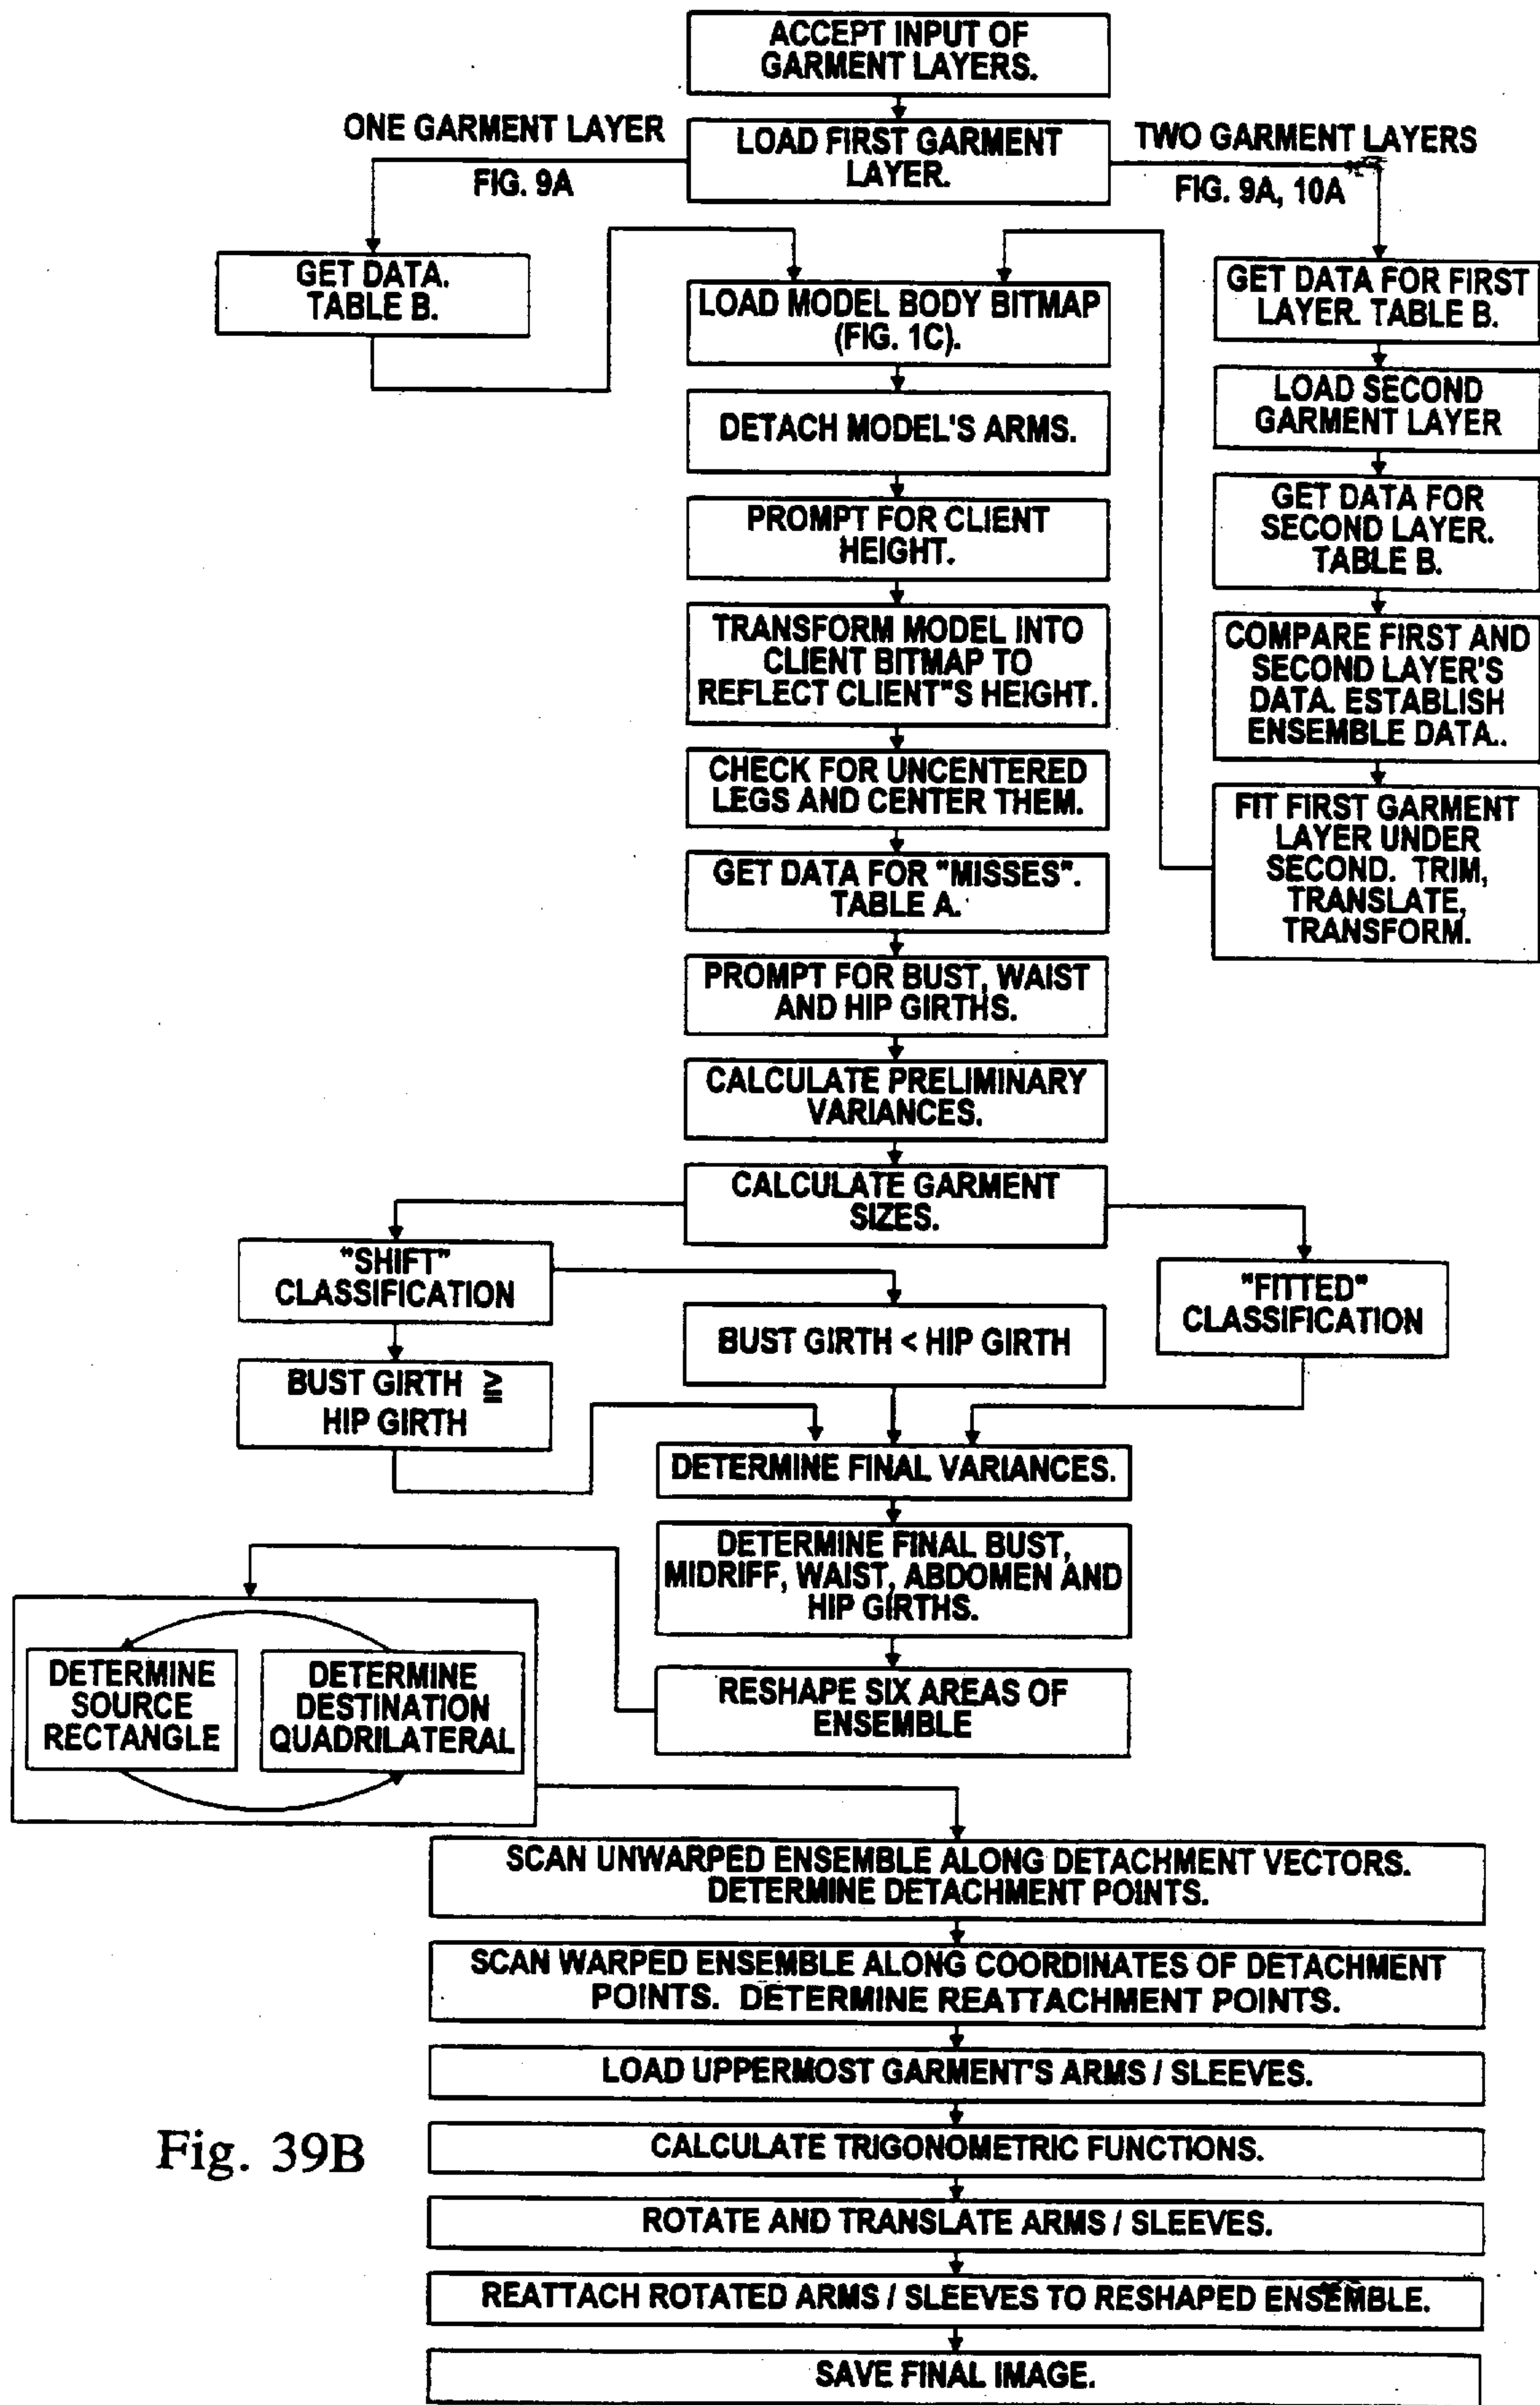 ACCEPT INPUT OF
GARMENT LAYERS.
ONE GARMENT LAYER
FIG. 9A
LOAD FIRST GARMENT
LAYER.
TWO GARMENT LAYERS
FIG. 9A, 10A
GET DATA.
TABLE B.
GET DATA FOR FIRST
LAYER. TABLE B.
LOAD SECOND
GARMENT LAYER
GET DATA FOR
SECOND LAYER.
TABLE B.
COMPARE FIRST AND
SECOND LAYER'S
DATA. ESTABLISH
ENSEMBLE DATA..
FIT FIRST GARMENT
LAYER UNDER
SECOND. TRIM,
TRANSLATE,
TRANSFORM.
LOAD MODEL BODY BITMAP
(FIG. 1C).
DETACH MODEL'S ARMS.
PROMPT FOR CLIENT
HEIGHT.
TRANSFORM MODEL INTO
CLIENT BITMAP TO
REFLECT CLIENT"S HEIGHT.
CHECK FOR UNCENTERED
LEGS AND CENTER THEM.
GET DATA FOR "MISSES".
TABLE A.
PROMPT FOR BUST, WAIST
AND HIP GIRTHS.
CALCULATE PRELIMINARY
VARIANCES.
CALCULATE GARMENT
SIZES.
"SHIFT"
CLASSIFICATION
BUST GIRTH ≥
HIP GIRTH
BUST GIRTH < HIP GIRTH
"FITTED"
CLASSIFICATION
DETERMINE FINAL VARIANCES.
DETERMINE FINAL BUST,
MIDRIFF, WAIST, ABDOMEN AND
HIP GIRTHS.
RESHAPE SIX AREAS OF
ENSEMBLE
DETERMINE
SOURCE
RECTANGLE
DETERMINE
DESTINATION
QUADRILATERAL
SCAN UNWARPED ENSEMBLE ALONG DETACHMENT VECTORS.
DETERMINE DETACHMENT POINTS.
SCAN WARPED ENSEMBLE ALONG COORDINATES OF DETACHMENT
POINTS. DETERMINE REATTACHMENT POINTS.
LOAD UPPERMOST GARMENT'S ARMS / SLEEVES.
CALCULATE TRIGONOMETRIC FUNCTIONS.
ROTATE AND TRANSLATE ARMS / SLEEVES.
REATTACH ROTATED ARMS / SLEEVES TO RESHAPED ENSEMBLE.
SAVE FINAL IMAGE.
Fig. 39B